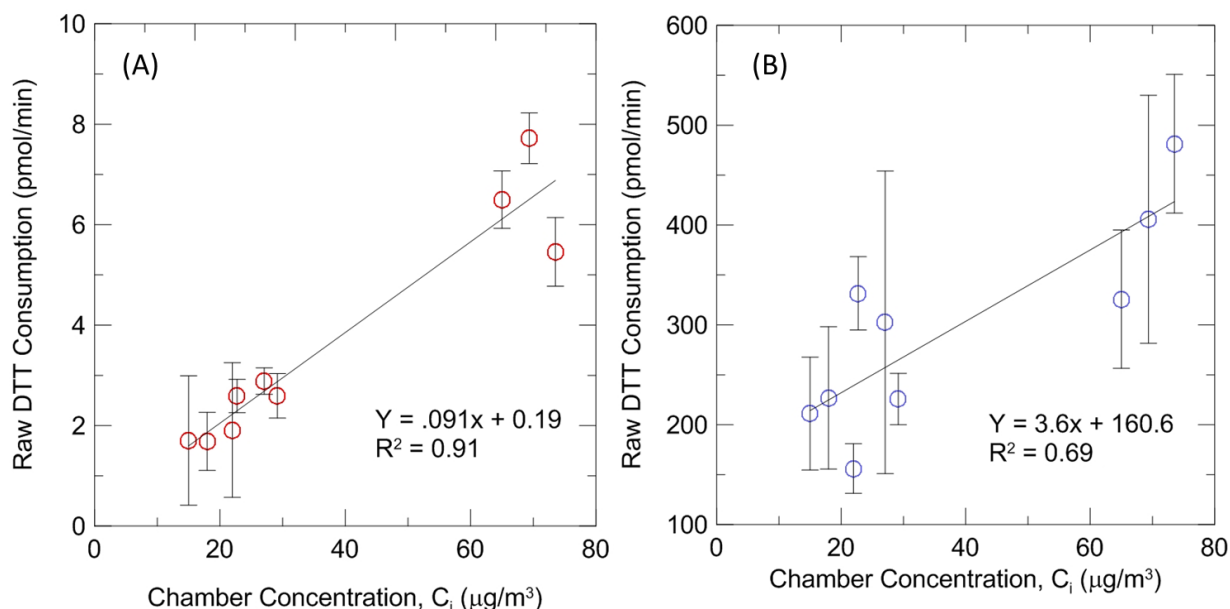 (A)
Raw DTT Consumption (pmol/min)
10
8
6
4
2
0
Y = .091x + 0.19
R² = 0.91
0 20 40 60 80
Chamber Concentration, Cᵢ (μg/m³)
(B)
Raw DTT Consumption (pmol/min)
600
500
400
300
200
100
Y = 3.6x + 160.6
R² = 0.69
0 20 40 60 80
Chamber Concentration, Cᵢ (μg/m³)